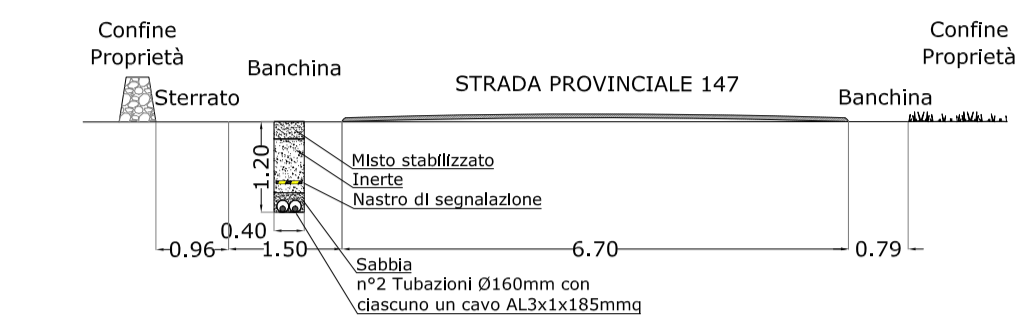 Confine
Proprietà
Sterrato
Banchina
STRADA PROVINCIALE 147
Banchina
Confine
Proprietà
1.20
0.40
Misto stabilizzato
Inerte
Nastro di segnalazione
0.96
1.50
6.70
0.79
Sabbia
n°2 Tubazioni Ø160mm con
ciascuno un cavo AL3x1x185mmq